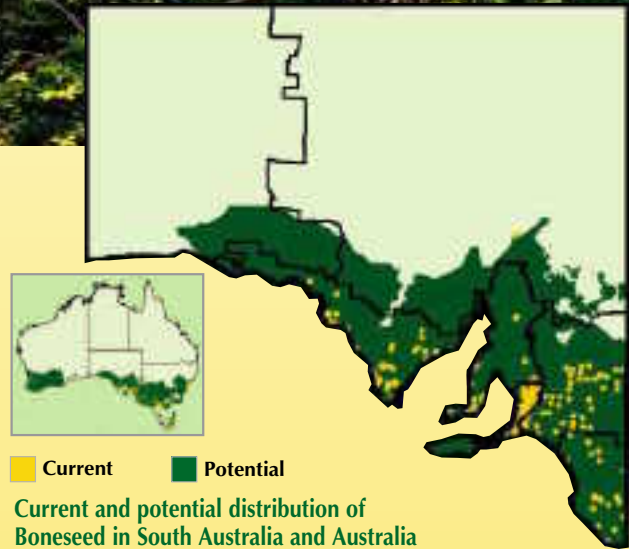 Current
Potential
Current and potential distribution of
Boneseed in South Australia and Australia